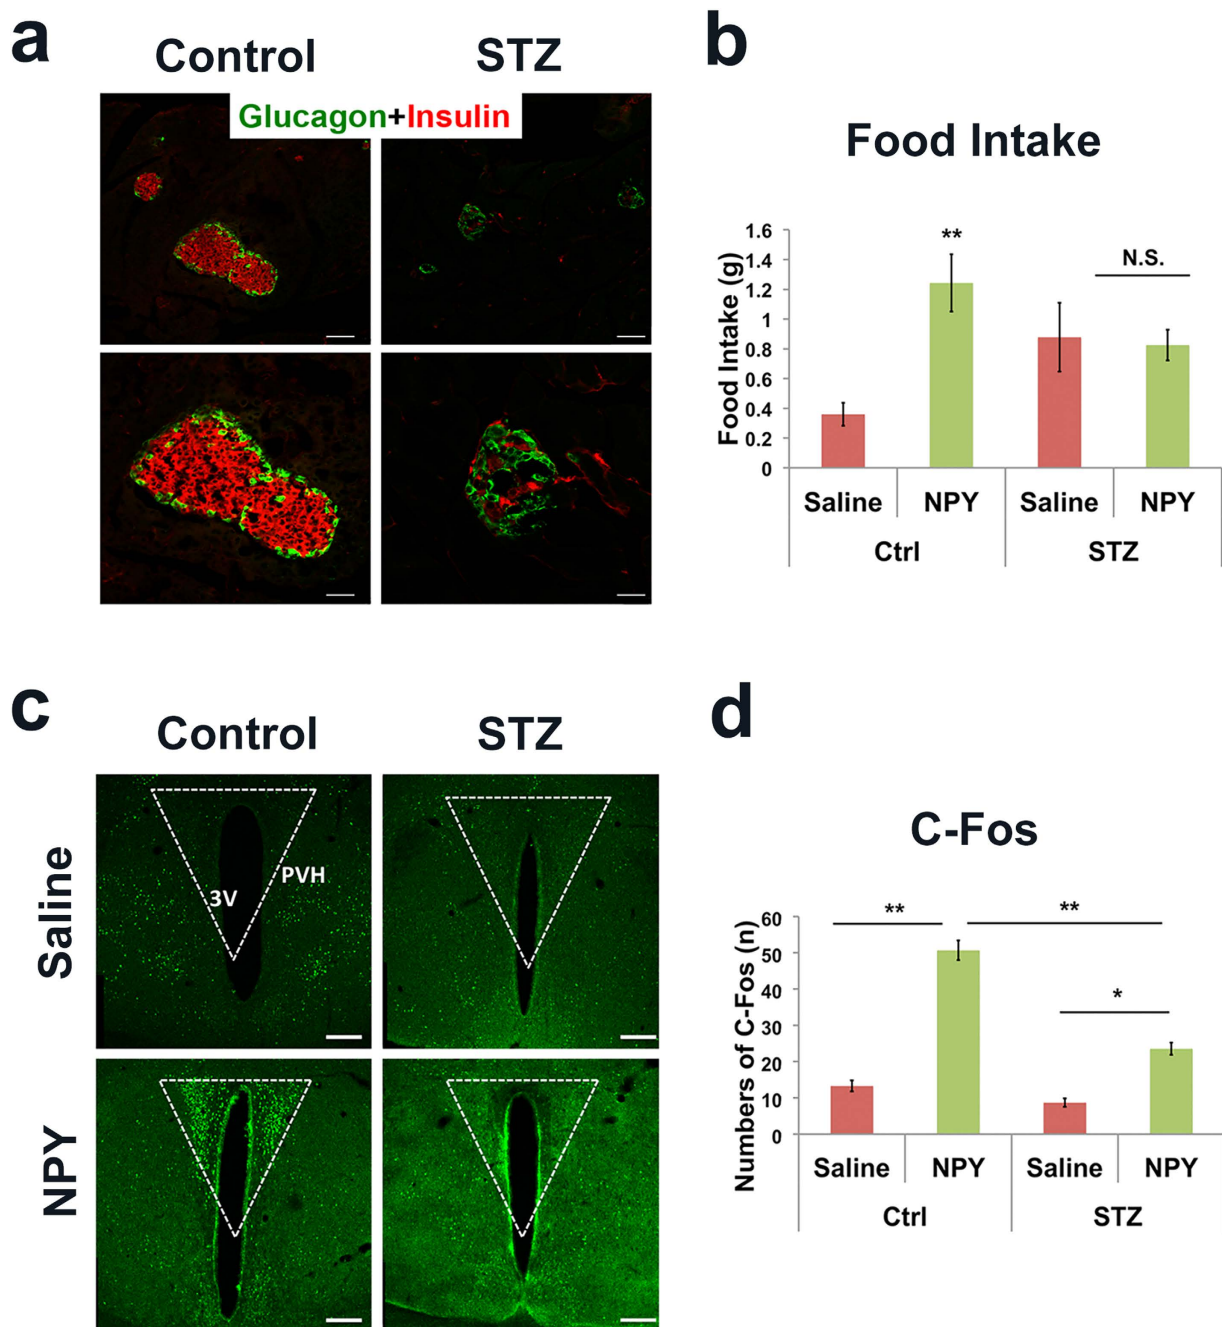 a
Control
STZ
Glucagon+Insulin
b
Food Intake
Food Intake (g)
1.6
1.4
1.2
1
0.8
0.6
0.4
0.2
0
**
N.S.
Saline
NPY
Saline
NPY
Ctrl
STZ
c
Control
STZ
Saline
NPY
3V
PVH
d
C-Fos
Numbers of C-Fos (n)
60
50
40
30
20
10
0
**
**
*
Saline
NPY
Saline
NPY
Ctrl
STZ